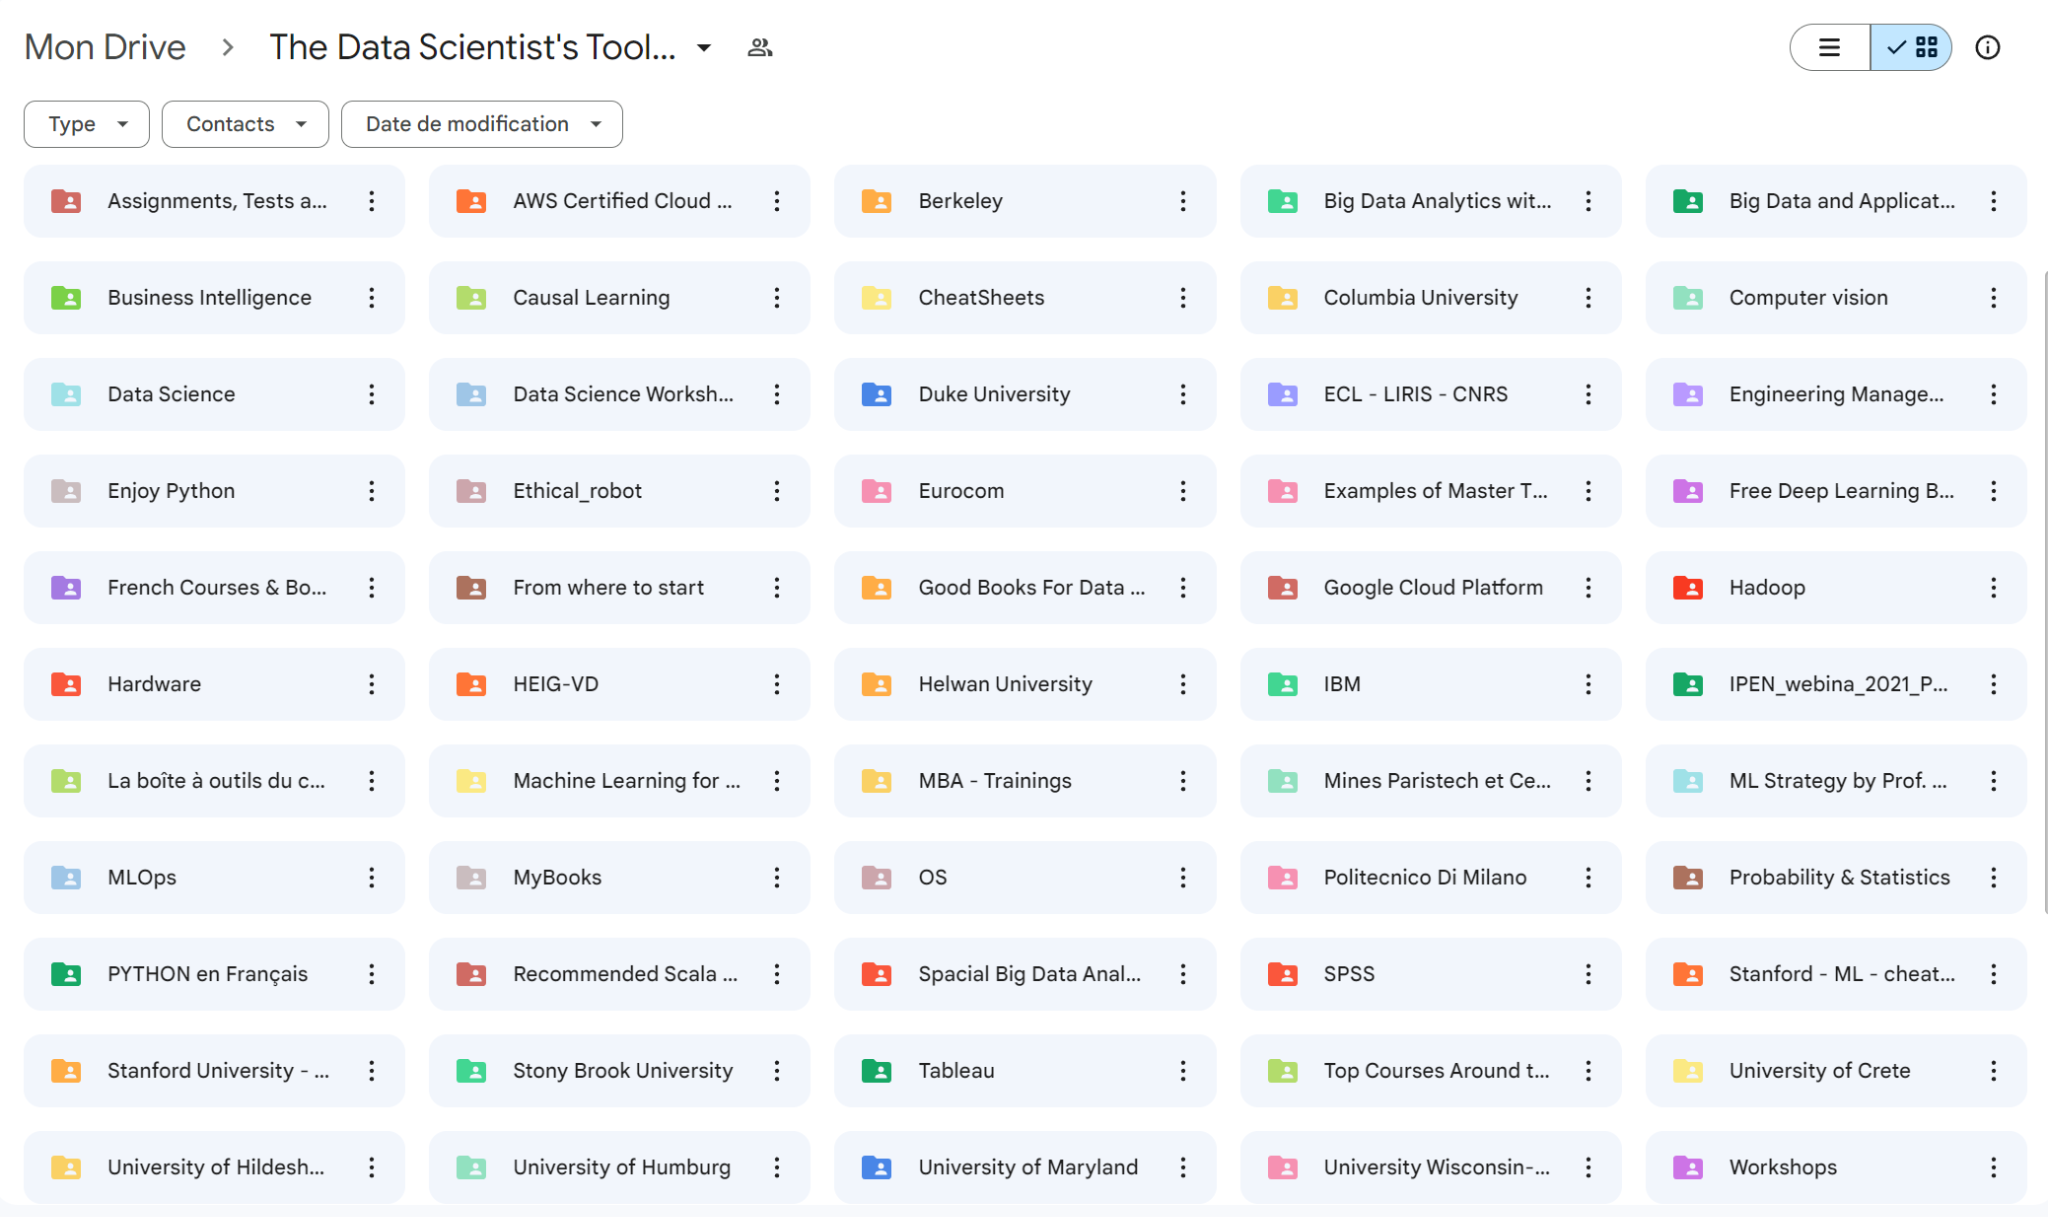 Mon Drive > The Data Scientist's Tool...
Type
Contacts
Date de modification
Assignments, Tests a...
AWS Certified Cloud ...
Berkeley
Big Data Analytics wit...
Big Data and Applicat...
Business Intelligence
Causal Learning
CheatSheets
Columbia University
Computer vision
Data Science
Data Science Worksh...
Duke University
ECL - LIRIS - CNRS
Engineering Manage...
Enjoy Python
Ethical_robot
Eurocom
Examples of Master T...
Free Deep Learning B...
French Courses & Bo...
From where to start
Good Books For Data ...
Google Cloud Platform
Hadoop
Hardware
HEIG-VD
Helwan University
IBM
IPEN_webina_2021_P...
La boîte à outils du c...
Machine Learning for ...
MBA - Trainings
Mines Paristech et Ce...
ML Strategy by Prof. ...
MLOps
MyBooks
OS
Politecnico Di Milano
Probability & Statistics
PYTHON en Français
Recommended Scala ...
Spacial Big Data Anal...
SPSS
Stanford - ML - cheat...
Stanford University - ...
Stony Brook University
Tableau
Top Courses Around t...
University of Crete
University of Hildesh...
University of Humburg
University of Maryland
University Wisconsin-...
Workshops